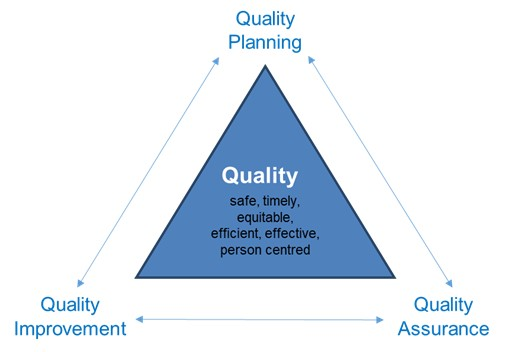 Quality
Planning
Quality
safe, timely,
equitable,
efficient, effective,
person centred
Quality
Improvement
Quality
Assurance